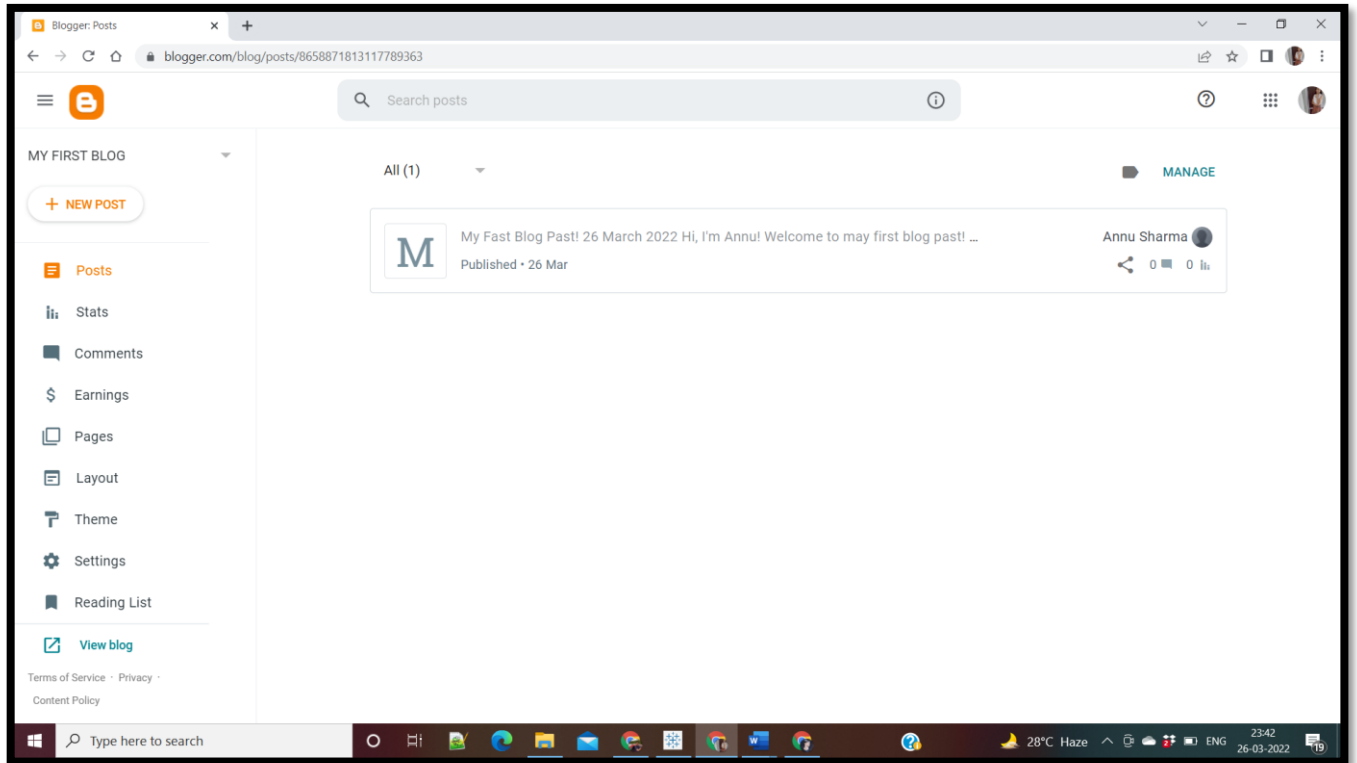 Blogger: Posts
blogger.com/blog/posts/8658871813117789363
Search posts
MY FIRST BLOG
All (1)
MANAGE
NEW POST
M
My Fast Blog Past! 26 March 2022 Hi, I'm Annu! Welcome to may first blog past! ...
Annu Sharma
Published • 26 Mar
0 0
Posts
Stats
Comments
$ Earnings
Pages
Layout
Theme
Settings
Reading List
View blog
Terms of Service · Privacy ·
Content Policy
Type here to search
28°C Haze
ENG
23:42
26-03-2022
19